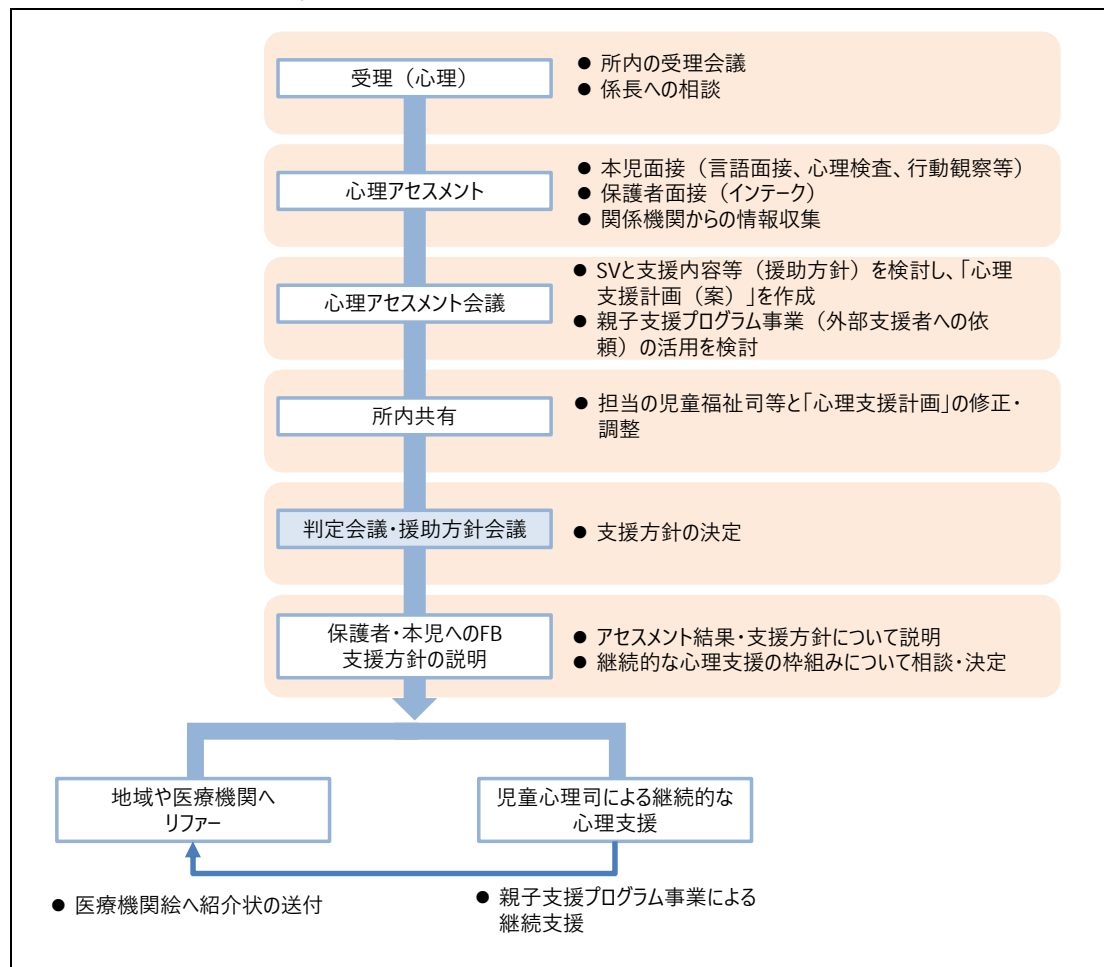 受理（心理）
● 所内の受理会議
● 係長への相談
心理アセスメント
● 本児面接（言語面接、心理検査、行動観察等）
● 保護者面接（インテーク）
● 関係機関からの情報収集
心理アセスメント会議
● SVと支援内容等（援助方針）を検討し、「心理
支援計画（案）」を作成
● 親子支援プログラム事業（外部支援者への依
頼）の活用を検討
所内共有
● 担当の児童福祉司等と「心理支援計画」の修正・
調整
判定会議・援助方針会議
● 支援方針の決定
保護者・本児へのFB
支援方針の説明
● アセスメント結果・支援方針について説明
● 継続的な心理支援の枠組みについて相談・決定
地域や医療機関へ
リファー
児童心理司による継続的な
心理支援
● 医療機関絵へ紹介状の送付
● 親子支援プログラム事業による
継続支援